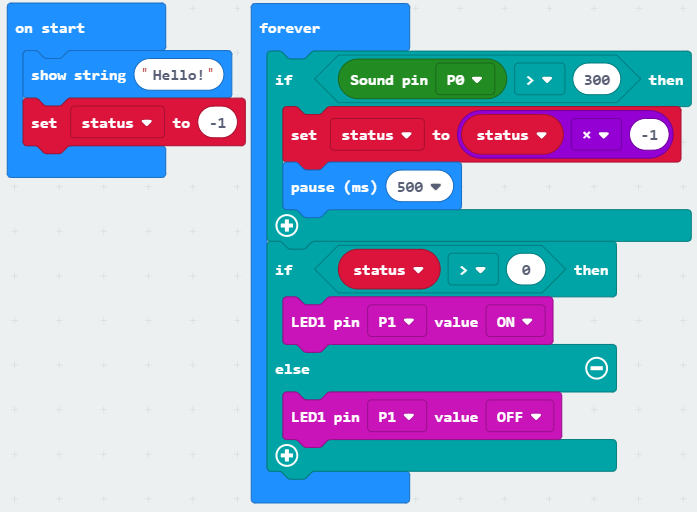 on start
show string " Hello! "
set status to -1
forever
if Sound pin P0 > 300 then
set status to status × -1
pause (ms) 500
if status > 0 then
LED1 pin P1 value ON
else
LED1 pin P1 value OFF